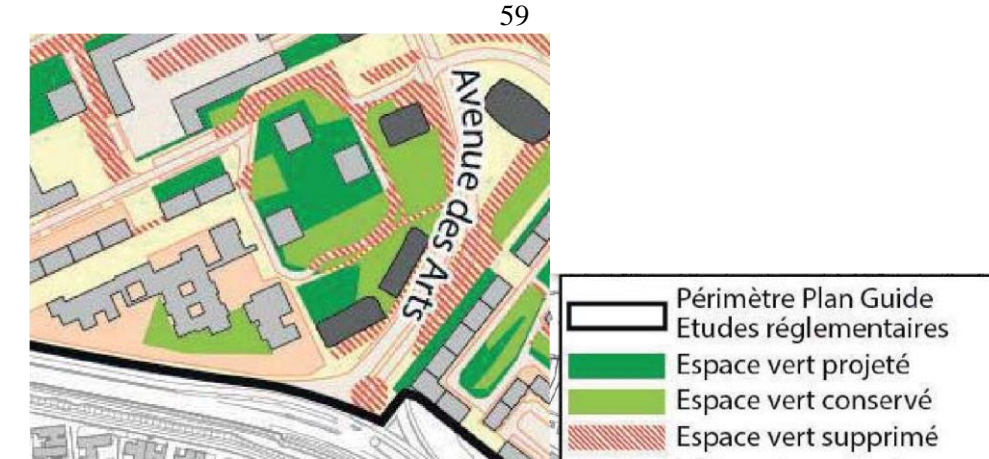 59
Avenue des Arts
Périmètre Plan Guide
Etudes réglementaires
Espace vert projeté
Espace vert conservé
Espace vert supprimé